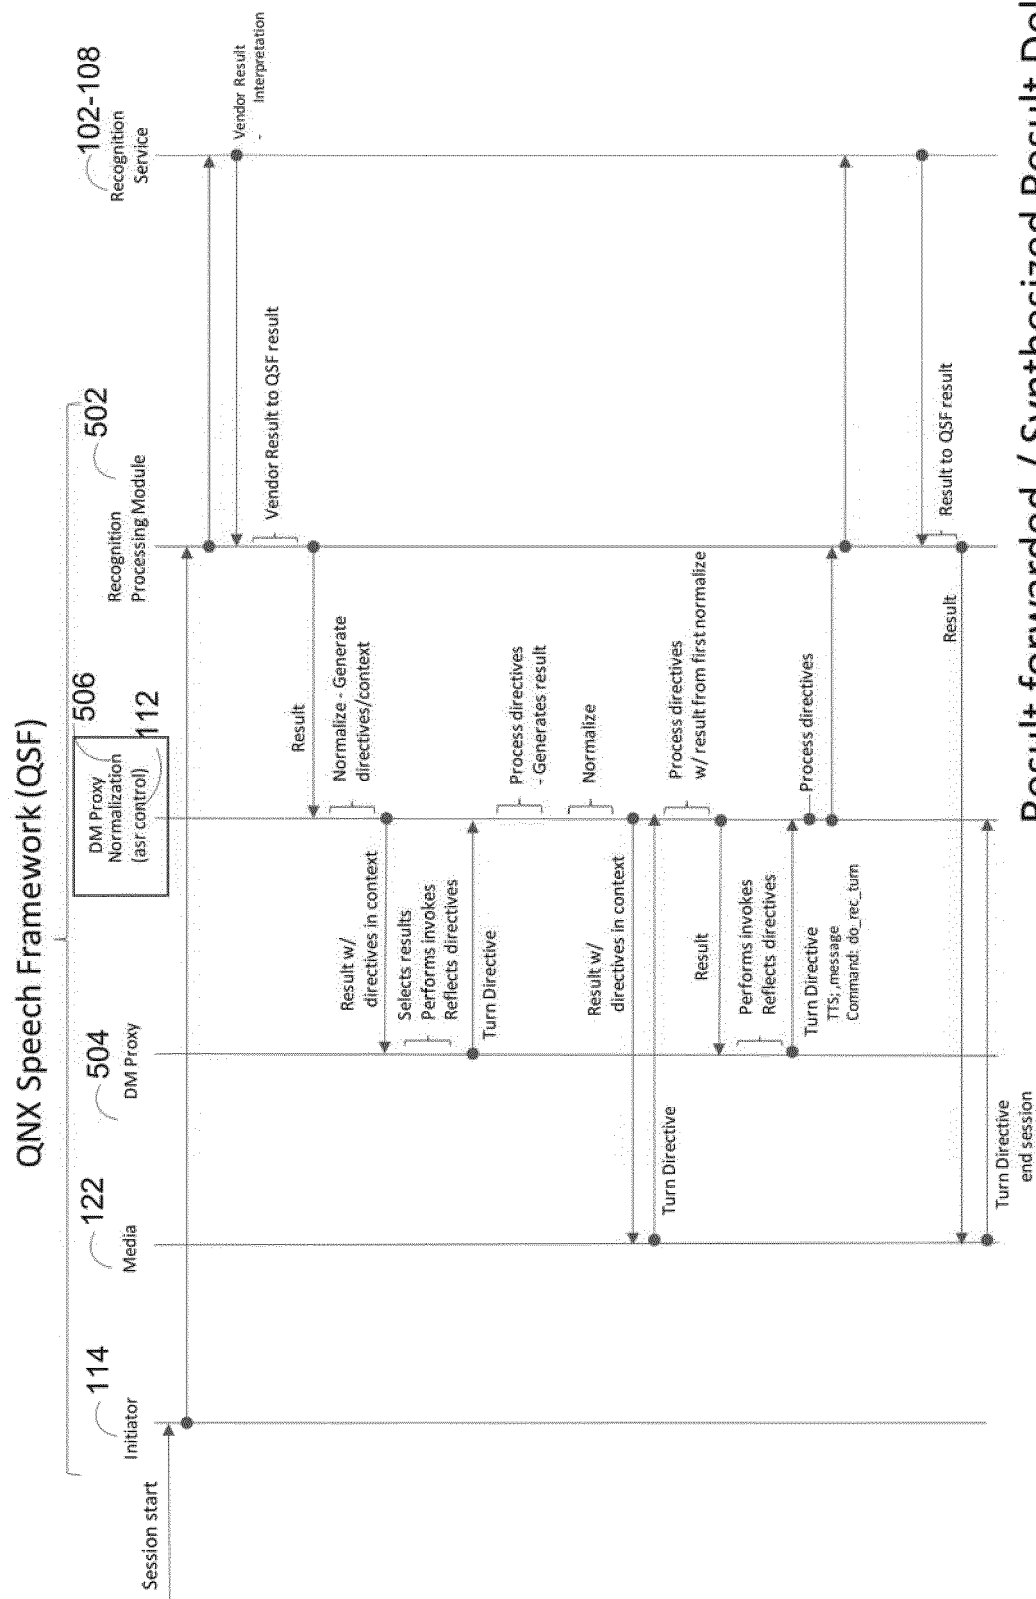 QNX Speech Framework (QSF)
114
Initiator
122
Media
504
DM Proxy
506
DM Proxy
Normalization
(asr control)
112
502
Recognition
Processing Module
102-108
Recognition
Service
Session start
Vendor Result
- Interpretation
Vendor Result to QSF result
Result
Normalize - Generate
directives/context
Result w/
directives in context
Selects results
Performs invokes
Reflects directives
Turn Directive
Process directives
- Generates result
Normalize
Result w/
directives in context
Turn Directive
Process directives
w/ result from first normalize
Result
Performs invokes
Reflects directives
Turn Directive
TTS; ,message
Command: do_rec_turn
Process directives
Result to QSF result
Result
Turn Directive
end session
Result forwarded / Synthesized Result